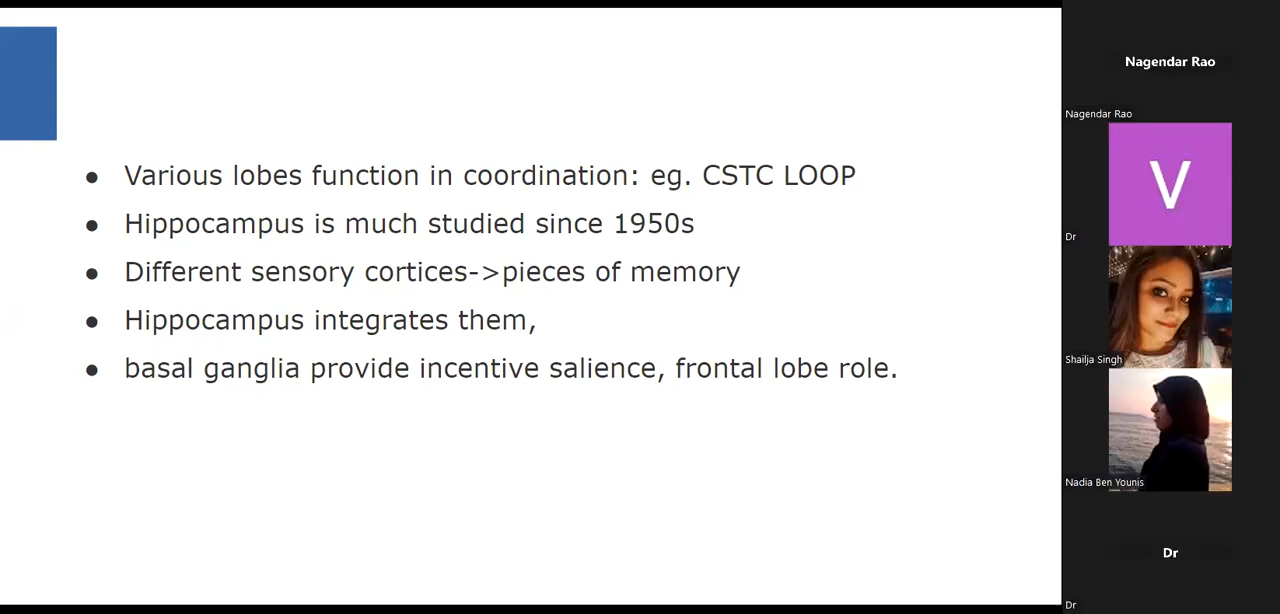 Various lobes function in coordination: eg. CSTC LOOP
Hippocampus is much studied since 1950s
Different sensory cortices->pieces of memory
Hippocampus integrates them,
basal ganglia provide incentive salience, frontal lobe role.
Nagendar Rao
Nagendar Rao
V
Dr
Shailja Singh
Nadia Ben Younis
Dr
Dr